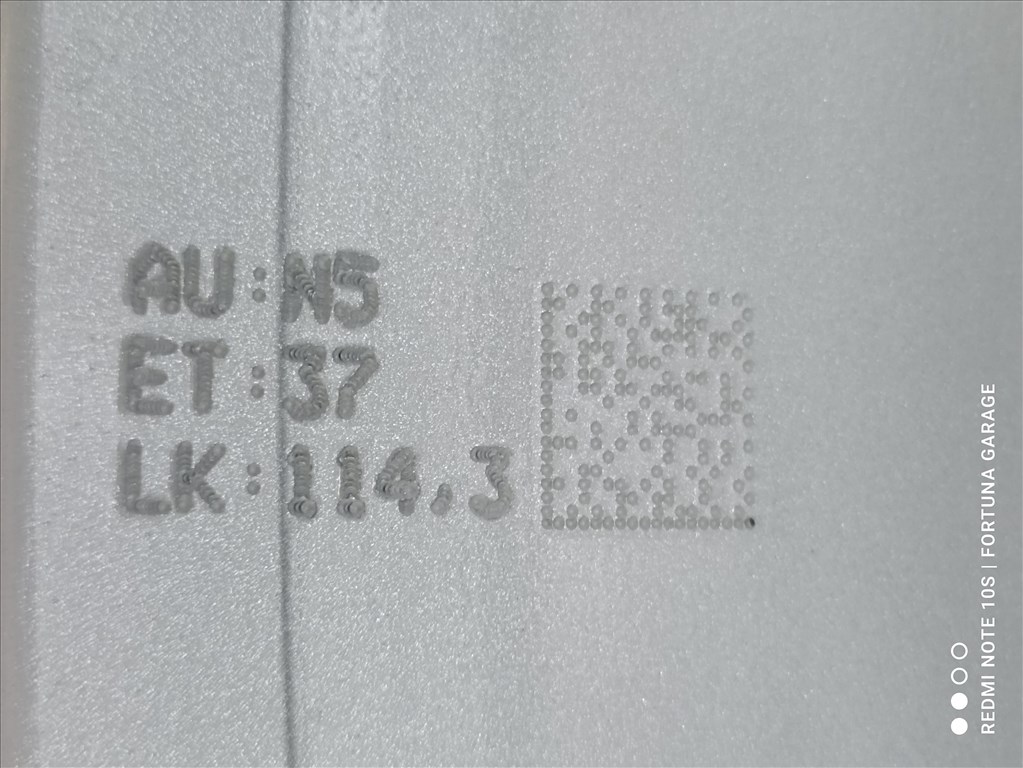 AU:N5
ET:37
LK:114.3
REDMI NOTE 10S | FORTUNA GARAGE